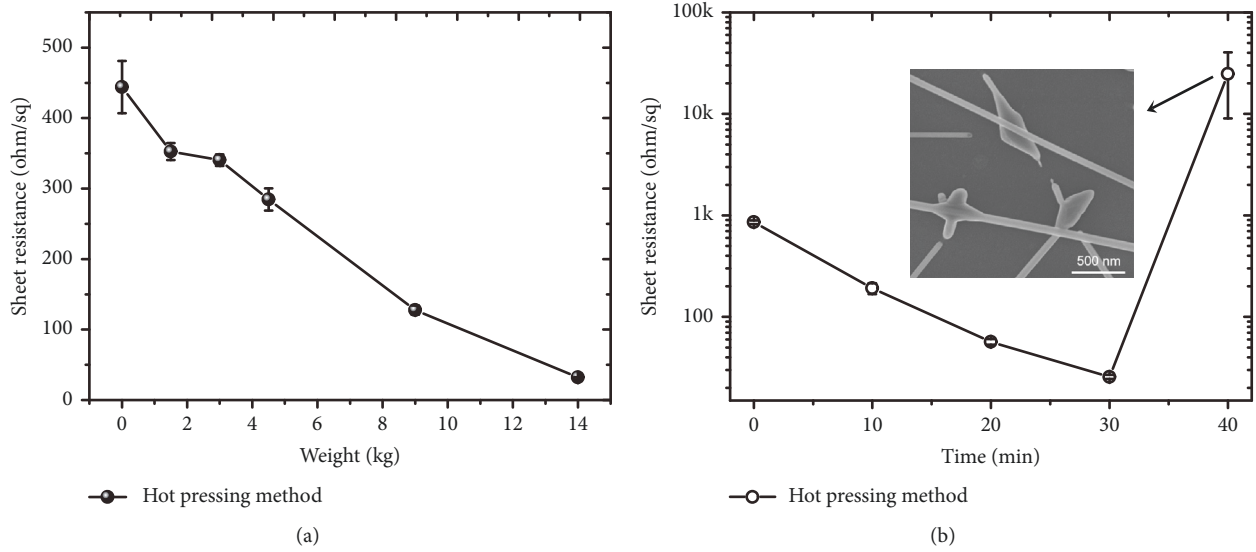 500
400
300
200
100
0
Sheet resistance (ohm/sq)
0 2 4 6 8 10 12 14
Weight (kg)
Hot pressing method
(a)
100k
10k
1k
100
Sheet resistance (ohm/sq)
500 nm
0 10 20 30 40
Time (min)
Hot pressing method
(b)